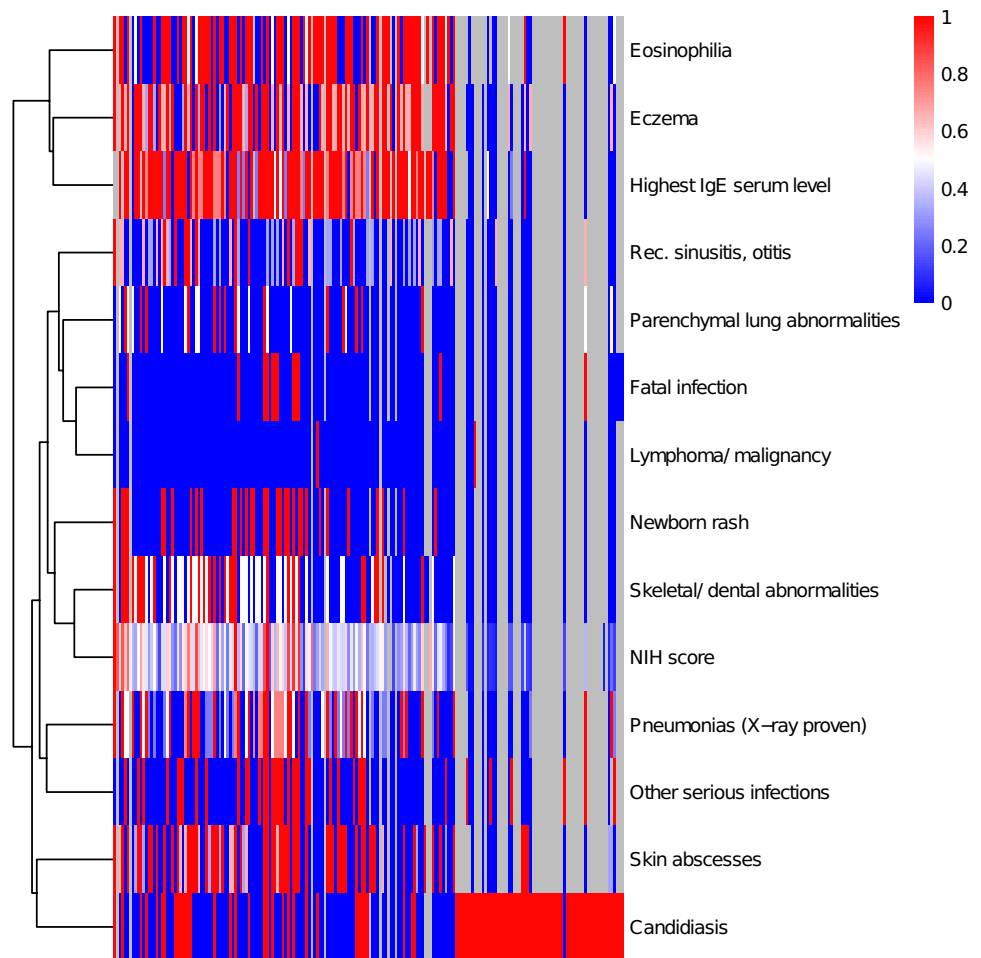 Eosinophilia
Eczema
Highest IgE serum level
Rec. sinusitis, otitis
Parenchymal lung abnormalities
Fatal infection
Lymphoma/ malignancy
Newborn rash
Skeletal/ dental abnormalities
NIH score
Pneumonias (X−ray proven)
Other serious infections
Skin abscesses
Candidiasis
1
0.8
0.6
0.4
0.2
0